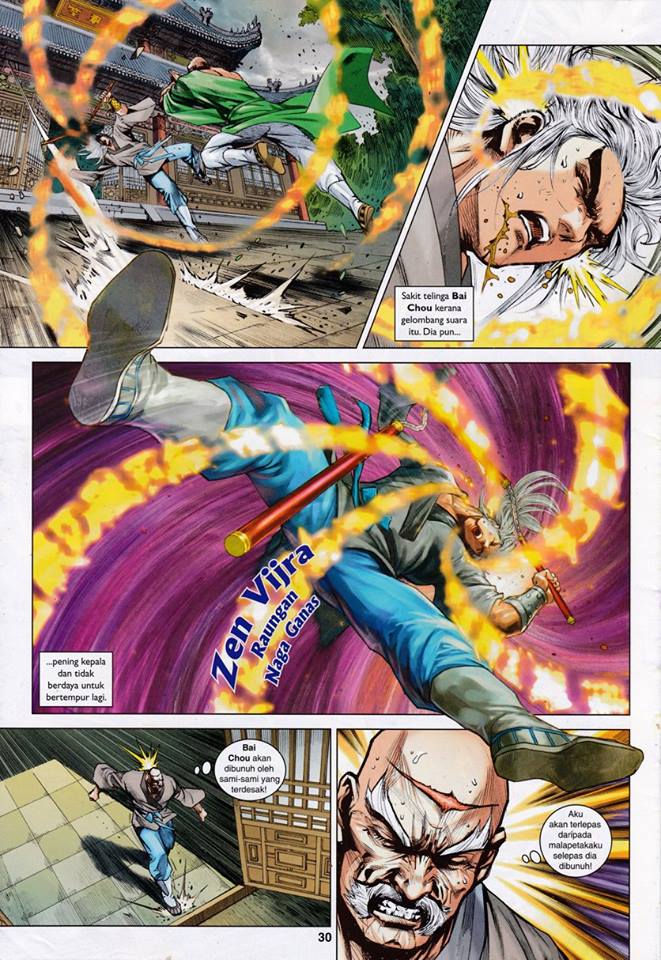 Sakit telinga Bai
Chou kerana
gelombang suara
itu. Dia pun...
Zen Vijra
Raungan
Naga Ganas
...pening kepala
dan tidak
berdaya untuk
bertempur lagi.
Bai
Chou akan
dibunuh oleh
sami-sami yang
terdesak!
Aku
akan terlepas
daripada
malapetakaku
selepas dia
dibunuh!
30